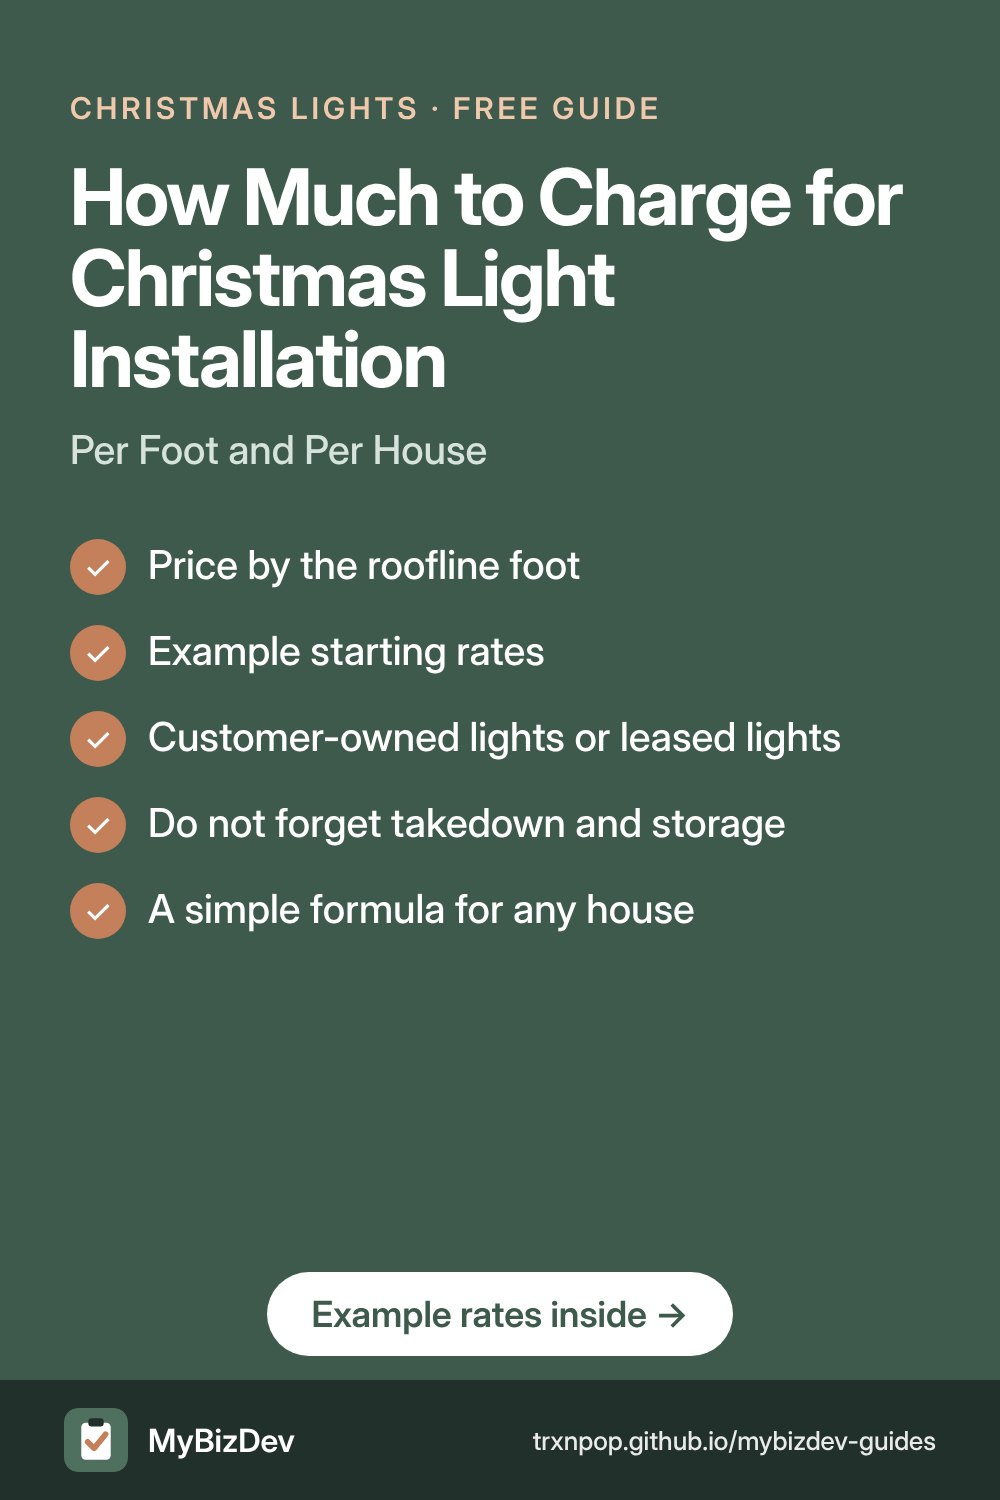 CHRISTMAS LIGHTS · FREE GUIDE
How Much to Charge for
Christmas Light
Installation
Per Foot and Per House
Price by the roofline foot
Example starting rates
Customer-owned lights or leased lights
Do not forget takedown and storage
A simple formula for any house
Example rates inside →
MyBizDev
trxnpop.github.io/mybizdev-guides